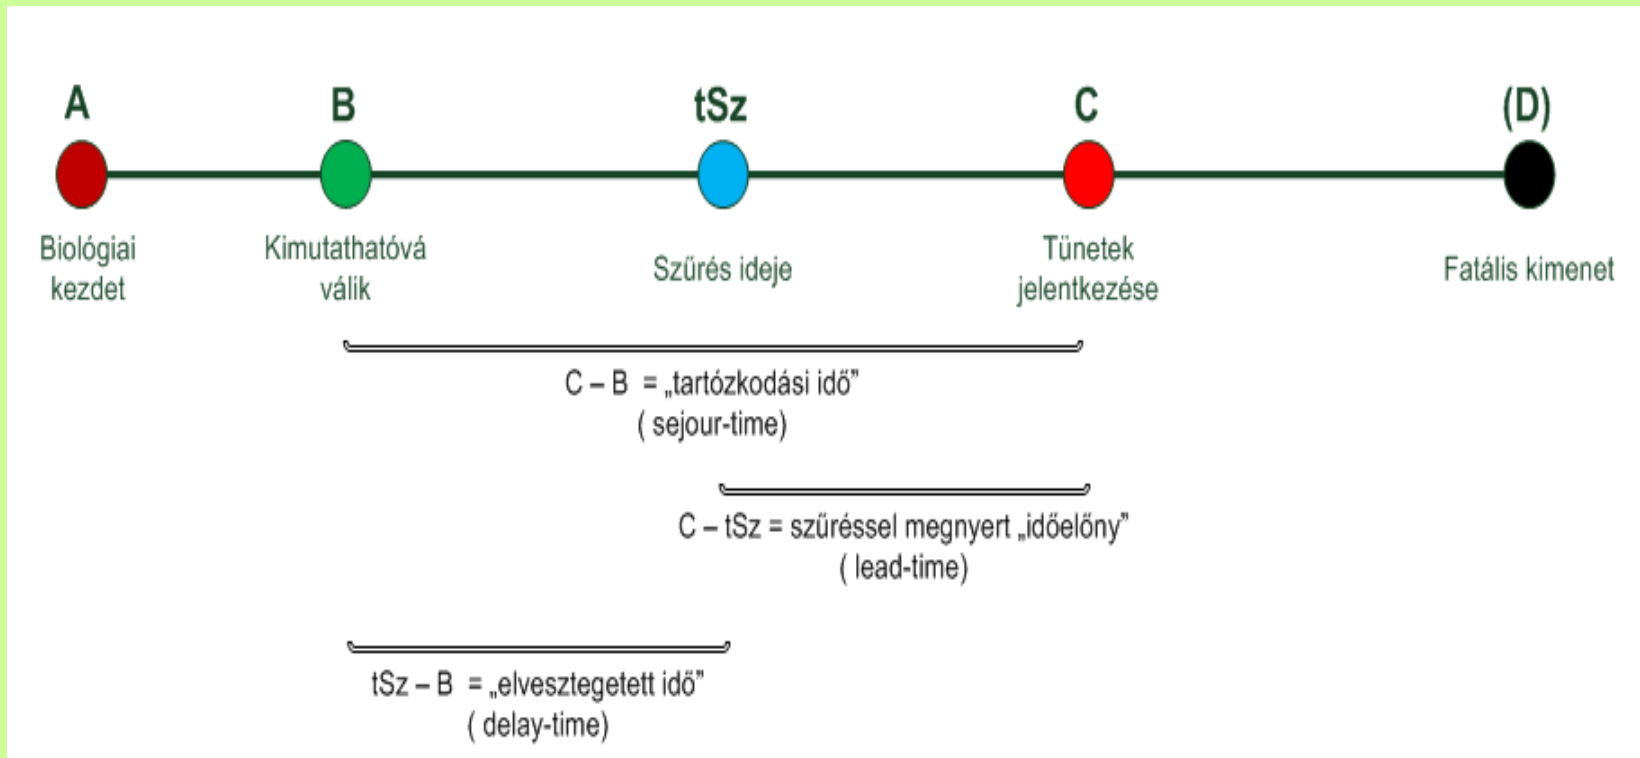 A
B
tSz
C
(D)
Biológiai
kezdet
Kimutathatóvá
válik
Szűrés ideje
Tünetek
jelentkezése
Fatális kimenet
C – B = „tartózkodási idő”
( sejour-time)
C – tSz = szűréssel megnyert „időelőny”
( lead-time)
tSz – B = „elvesztegetett idő”
( delay-time)